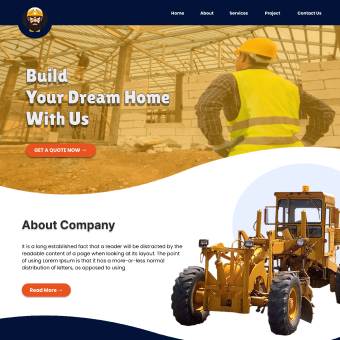 Home About Services Project Contact Us
Build
Your Dream Home
With Us
GET A QUOTE NOW →
About Company
It is a long established fact that a reader will be distracted by the
readable content of a page when looking at its layout. The point
of using Lorem Ipsum is that it has a more-or-less normal
distribution of letters, as opposed to using
Read More →